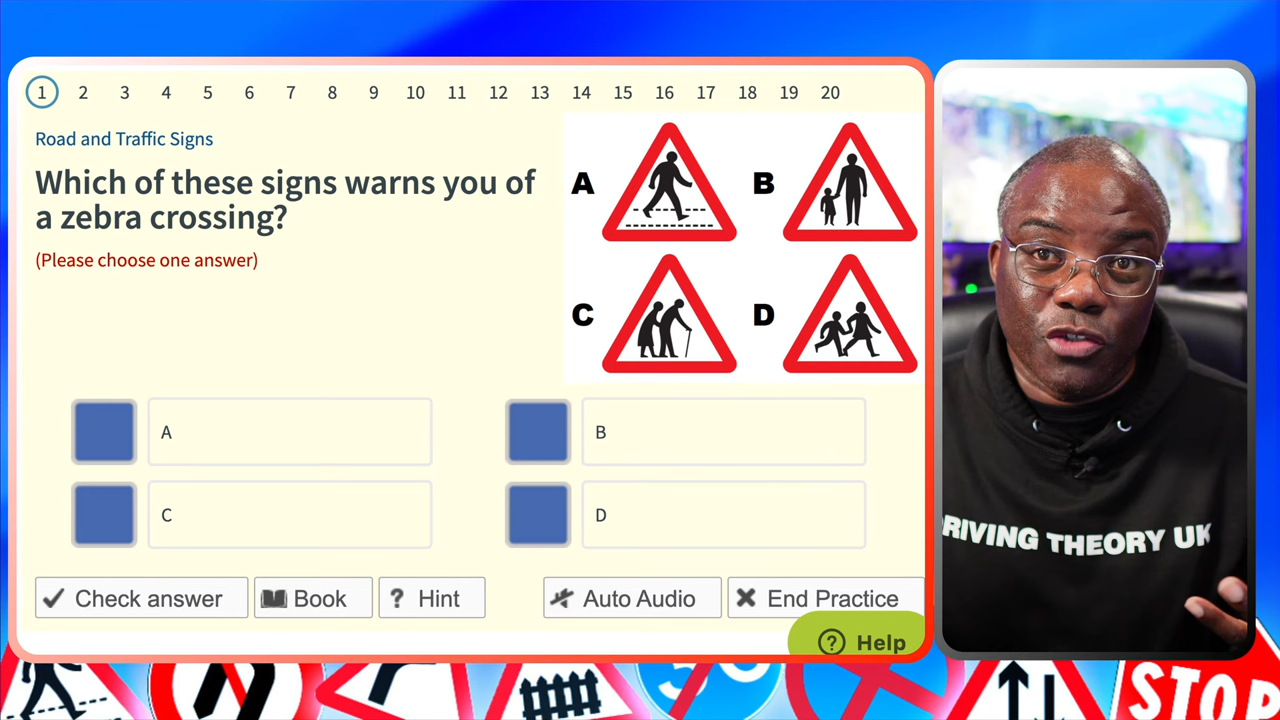 1 2 3 4 5 6 7 8 9 10 11 12 13 14 15 16 17 18 19 20
Road and Traffic Signs
Which of these signs warns you of
a zebra crossing?
(Please choose one answer)
A
B
C
D
A
B
C
D
Check answer
Book
? Hint
Auto Audio
End Practice
? Help
RIVING THEORY UK
STOP